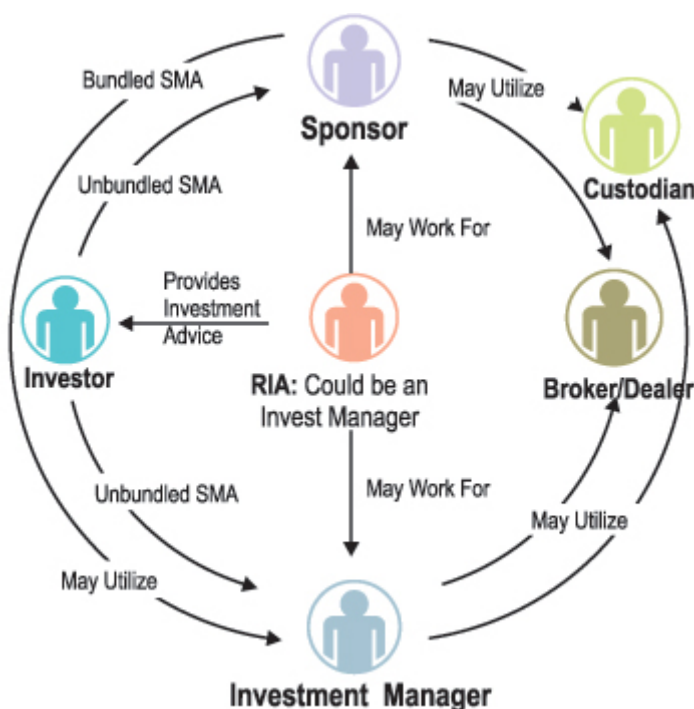 Bundled SMA
May Utilize
Sponsor
Custodian
Unbundled SMA
May Work For
Provides
Investment
Advice
Investor
RIA: Could be an
Invest Manager
Broker/Dealer
May Work For
Unbundled SMA
May Utilize
May Utilize
Investment Manager